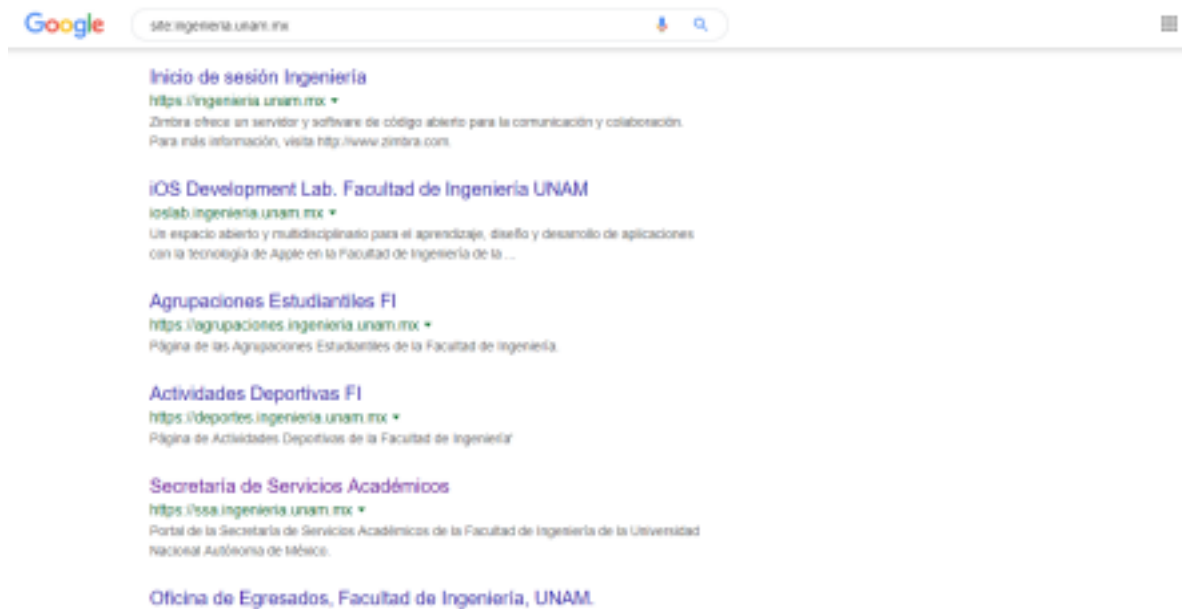 Google
site:ingenieria.unam.mx
Inicio de sesión Ingeniería
https://ingenieria.unam.mx
Zimbra ofrece un servidor y software de código abierto para la comunicación y colaboración.
Para más información, visita http://www.zimbra.com.
iOS Development Lab. Facultad de Ingeniería UNAM
ioslab.ingenieria.unam.mx
Un espacio abierto y multidisciplinario para el aprendizaje, diseño y desarrollo de aplicaciones
con la tecnología de Apple en la Facultad de Ingeniería de la ...
Agrupaciones Estudiantiles FI
https://agrupaciones.ingenieria.unam.mx
Página de las Agrupaciones Estudiantiles de la Facultad de Ingeniería.
Actividades Deportivas FI
https://deportes.ingenieria.unam.mx
Página de Actividades Deportivas de la Facultad de Ingeniería'
Secretaría de Servicios Académicos
https://ssa.ingenieria.unam.mx
Portal de la Secretaría de Servicios Académicos de la Facultad de Ingeniería de la Universidad
Nacional Autónoma de México.
Oficina de Egresados, Facultad de Ingeniería, UNAM.